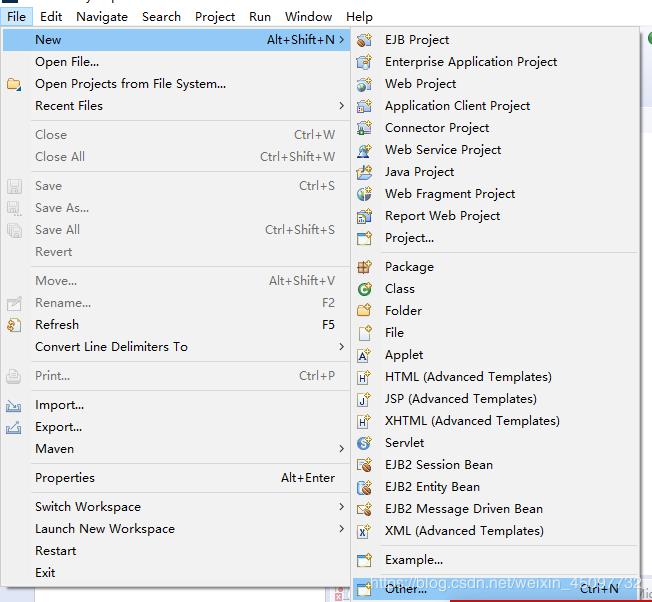 File Edit Navigate Search Project Run Window Help
New Alt+Shift+N
Open File...
Open Projects from File System...
Recent Files
Close Ctrl+W
Close All Ctrl+Shift+W
Save Ctrl+S
Save As...
Save All Ctrl+Shift+S
Revert
Move... Alt+Shift+V
Rename... F2
Refresh F5
Convert Line Delimiters To
Print... Ctrl+P
Import...
Export...
Maven
Properties Alt+Enter
Switch Workspace
Launch New Workspace
Restart
Exit
EJB Project
Enterprise Application Project
Web Project
Application Client Project
Connector Project
Web Service Project
Java Project
Web Fragment Project
Report Web Project
Project...
Package
Class
Folder
File
Applet
HTML (Advanced Templates)
JSP (Advanced Templates)
XHTML (Advanced Templates)
Servlet
EJB2 Session Bean
EJB2 Entity Bean
EJB2 Message Driven Bean
XML (Advanced Templates)
Example...
Other... Ctrl+N
https://blog.csdn.net/weixin_45097732